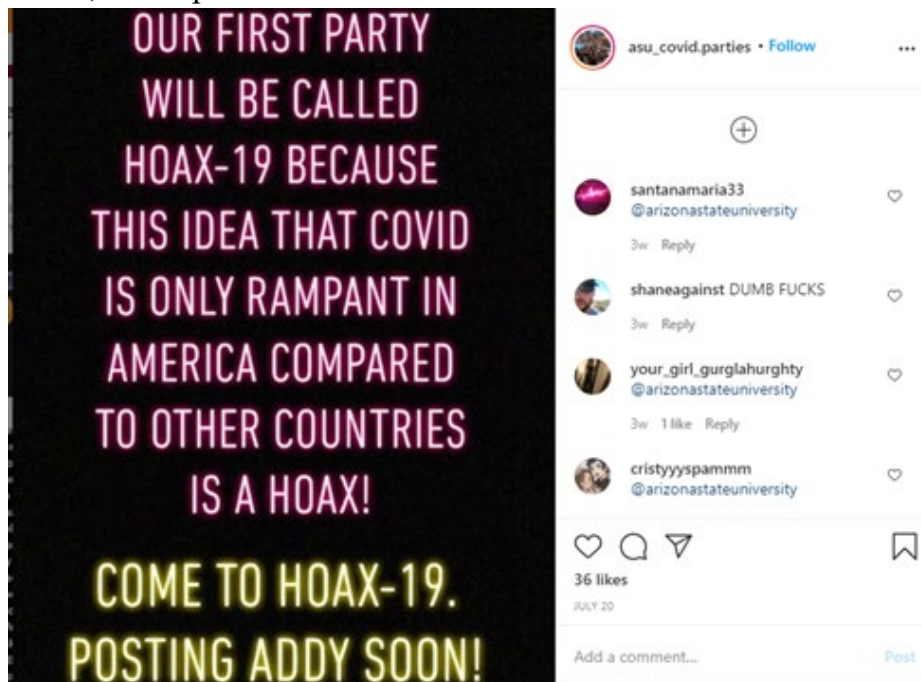 OUR FIRST PARTY
WILL BE CALLED
HOAX-19 BECAUSE
THIS IDEA THAT COVID
IS ONLY RAMPANT IN
AMERICA COMPARED
TO OTHER COUNTRIES
IS A HOAX!
COME TO HOAX-19.
POSTING ADDY SOON!
asu_covid.parties • Follow
santanamaria33
@arizonastateuniversity
3w Reply
shaneagainst DUMB FUCKS
3w Reply
your_girl_gurglahurghty
@arizonastateuniversity
3w 1 like Reply
cristyyyspammm
@arizonastateuniversity
36 likes
JULY 20
Add a comment...
Post